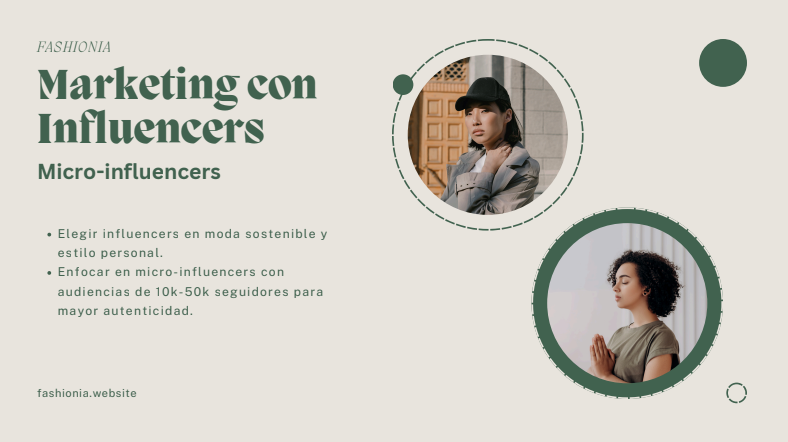 FASHIONIA
Marketing con
Influencers
Micro-influencers
• Elegir influencers en moda sostenible y
estilo personal.
• Enfocar en micro-influencers con
audiencias de 10k-50k seguidores para
mayor autenticidad.
fashionia.website